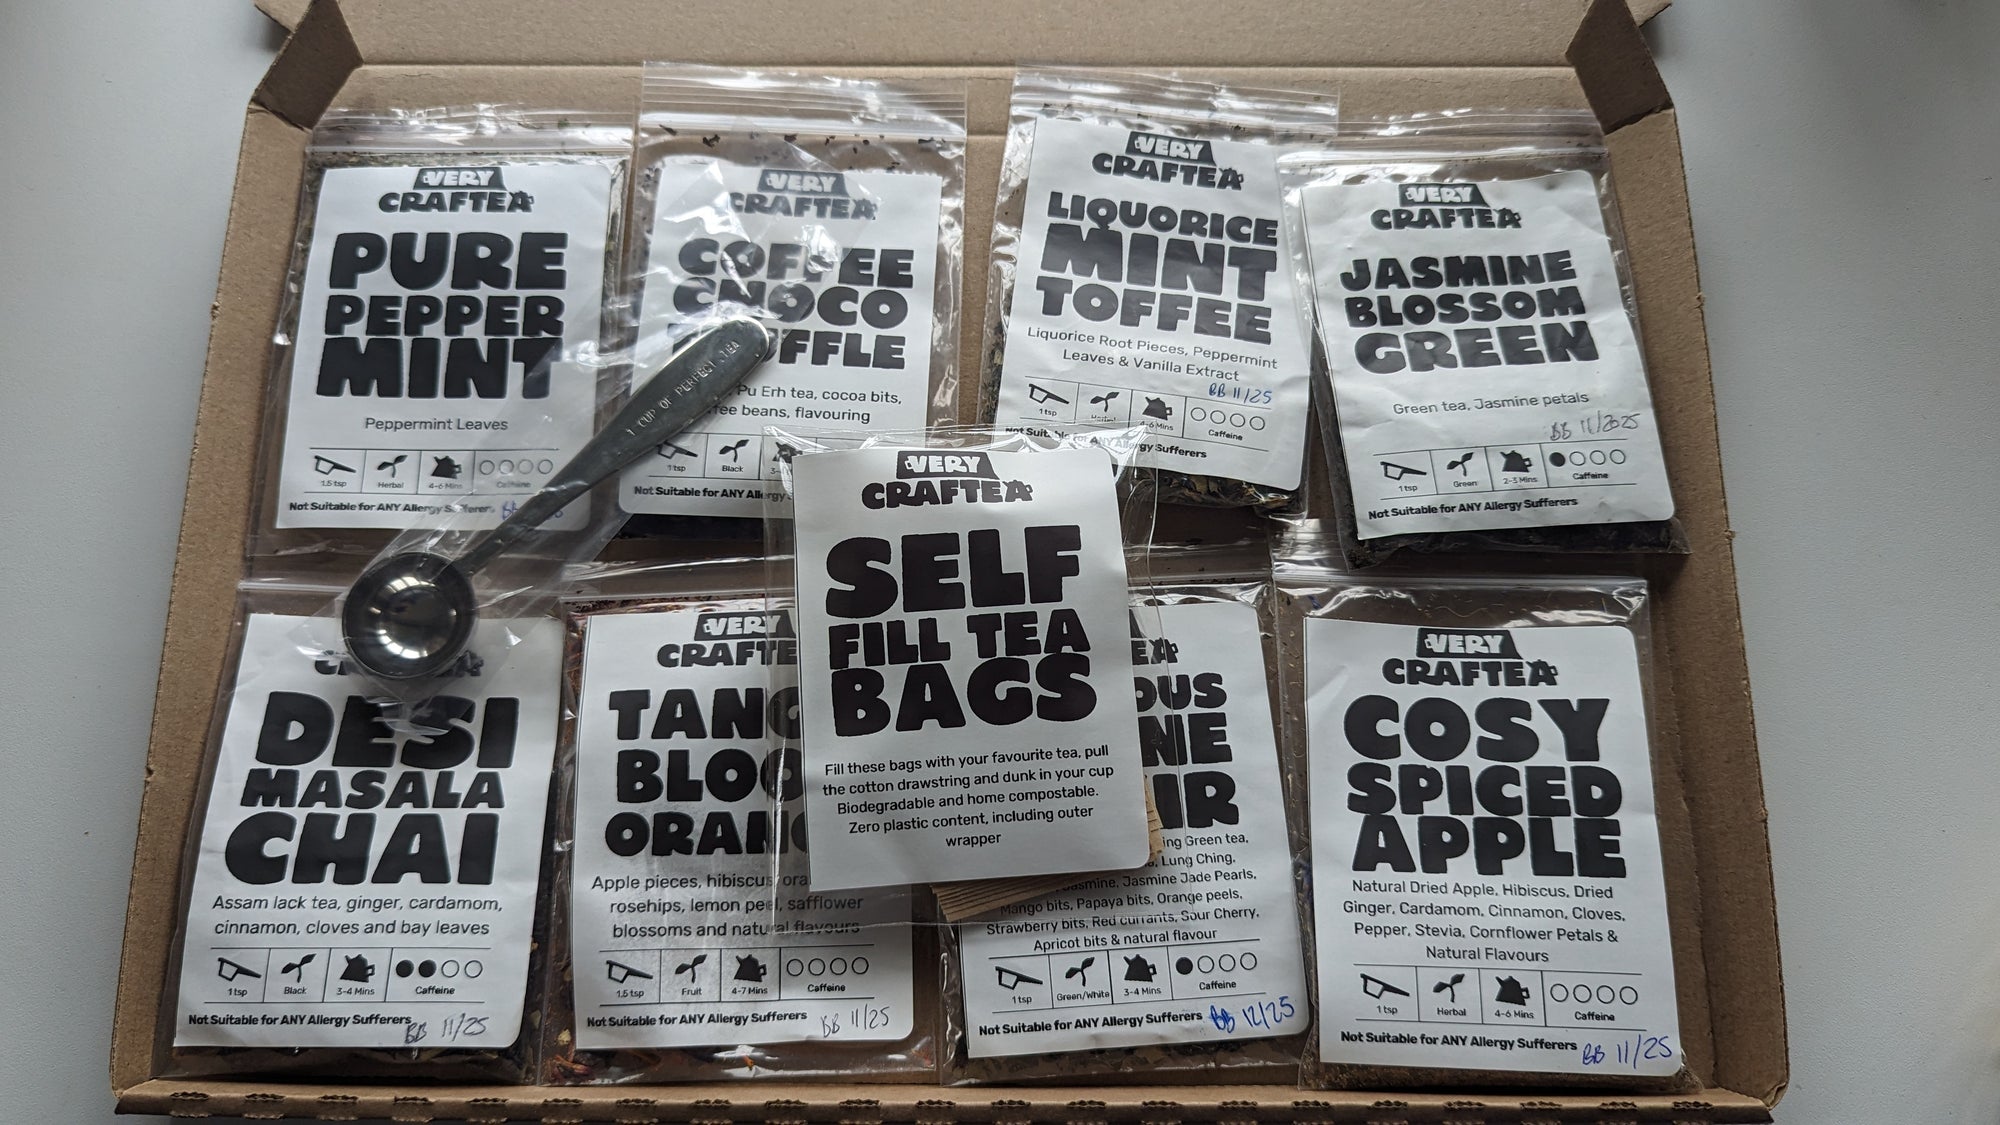 VERY
CRAFTEA
PURE
PEPPER
MINT
Peppermint Leaves
1.5 tsp
Herbal
4-6 Mins
Caffeine
Not Suitable for ANY Allergy Sufferers
VERY
CRAFTEA
COFFEE
CHOCO
Pu Erh tea, cocoa bits,
beans, flavouring
1 tsp
Black
Not Suitable for ANY Allergy
1 CUP OF PERFECT TEA
VERY
CRAFTEA
LIQUORICE
MINT
TOFFEE
Liquorice Root Pieces, Peppermint
Leaves & Vanilla Extract
BB 11/25
1 tsp
Herbal
4-6 Mins
Caffeine
Not Suitable for ANY Allergy Sufferers
VERY
CRAFTEA
JASMINE
BLOSSOM
GREEN
Green tea, Jasmine petals
BB 11/2025
1 tsp
Green
2-3 Mins
Caffeine
Not Suitable for ANY Allergy Sufferers
VERY
CRAFTEA
SELF
FILL TEA
BAGS
Fill these bags with your favourite tea, pull
the cotton drawstring and dunk in your cup
Biodegradable and home compostable.
Zero plastic content, including outer
wrapper
DESI
MASALA
CHAI
Assam lack tea, ginger, cardamom,
cinnamon, cloves and bay leaves
1 tsp
Black
3-4 Mins
Caffeine
Not Suitable for ANY Allergy Sufferers
BB 11/25
VERY
CRAFTE
TANG
BLOO
ORANG
Apple pieces, hibiscus, ora
rosehips, lemon peel, safflower
blossoms and natural flavours
1.5 tsp
Fruit
4-7 Mins
Caffeine
Not Suitable for ANY Allergy Sufferers
BB 11/25
OUS
NE
IR
ing Green tea,
Lung Ching,
Jasmine, Jasmine Jade Pearls,
Mango bits, Papaya bits, Orange peels,
Strawberry bits, Red currants, Sour Cherry,
Apricot bits & natural flavour
1 tsp
Green/White
3-4 Mins
Caffeine
Not Suitable for ANY Allergy Sufferers
BB 12/25
VERY
CRAFTEA
COSY
SPICED
APPLE
Natural Dried Apple, Hibiscus, Dried
Ginger, Cardamom, Cinnamon, Cloves,
Pepper, Stevia, Cornflower Petals &
Natural Flavours
1 tsp
Herbal
4-6 Mins
Caffeine
Not Suitable for ANY Allergy Sufferers
BB 11/25